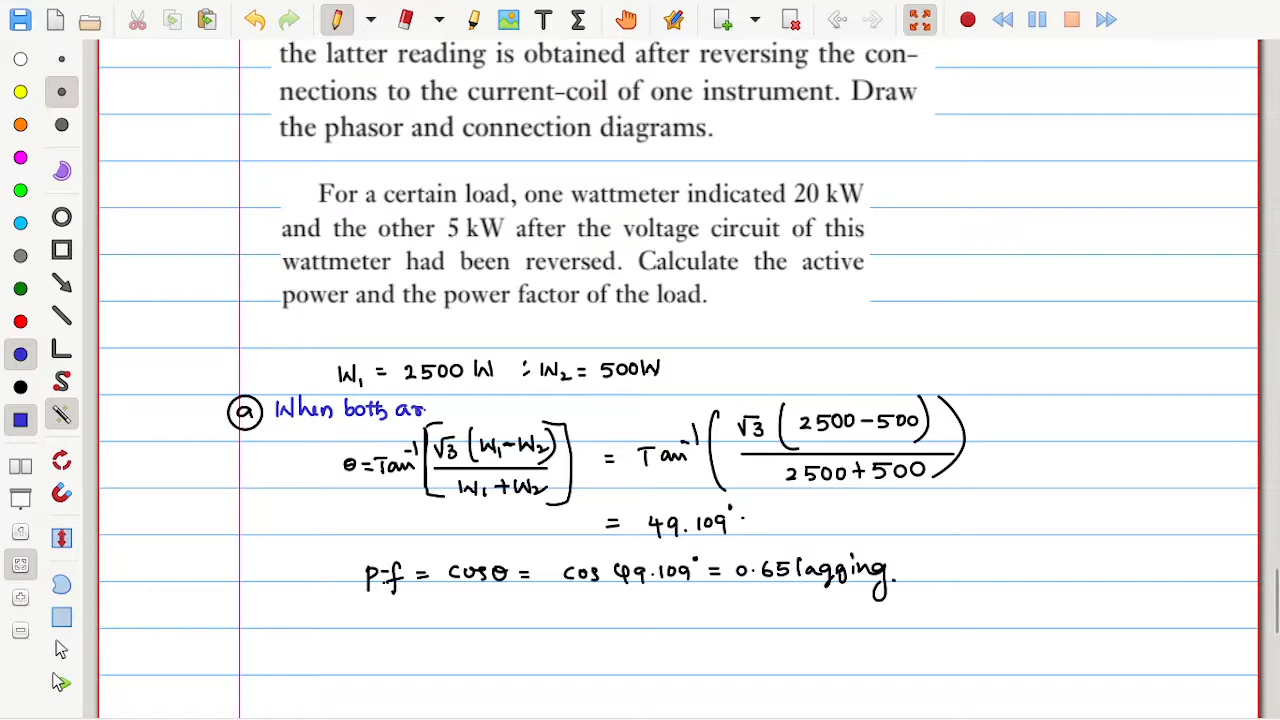 the latter reading is obtained after reversing the con-
nections to the current-coil of one instrument. Draw
the phasor and connection diagrams.
For a certain load, one wattmeter indicated 20 kW
and the other 5 kW after the voltage circuit of this
wattmeter had been reversed. Calculate the active
power and the power factor of the load.
W₁ = 2500 W : W₂ = 500W
(a) When both ar
θ = Tan⁻¹[√3 (W₁-W₂) / W₁+W₂] = Tan⁻¹(√3 (2500-500) / 2500+500)
= 49.109°.
p.f = cosθ = cos 49.109° = 0.65 lagging.